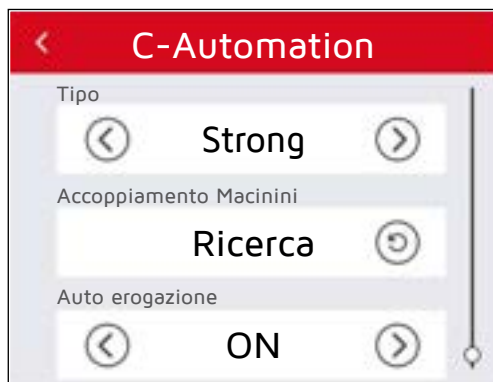 C-Automation
Tipo
Strong
Accoppiamento Macinini
Ricerca
Auto erogazione
ON